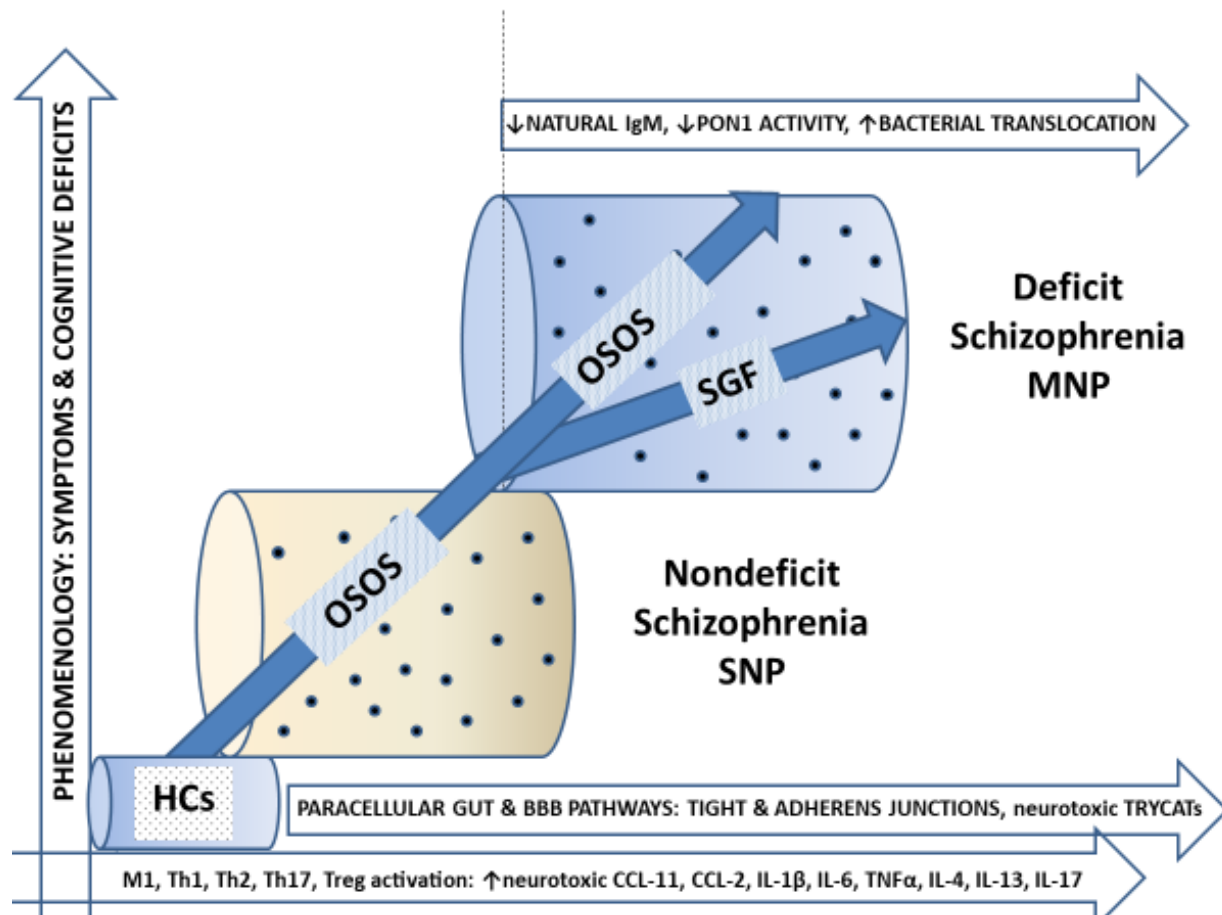 PHENOMENOLOGY: SYMPTOMS & COGNITIVE DEFICITS
↓NATURAL IgM, ↓PON1 ACTIVITY, ↑BACTERIAL TRANSLOCATION
OSOS
SGF
Deficit
Schizophrenia
MNP
OSOS
Nondeficit
Schizophrenia
SNP
HCs
PARACELLULAR GUT & BBB PATHWAYS: TIGHT & ADHERENS JUNCTIONS, neurotoxic TRYCATs
M1, Th1, Th2, Th17, Treg activation: ↑neurotoxic CCL-11, CCL-2, IL-1β, IL-6, TNFα, IL-4, IL-13, IL-17